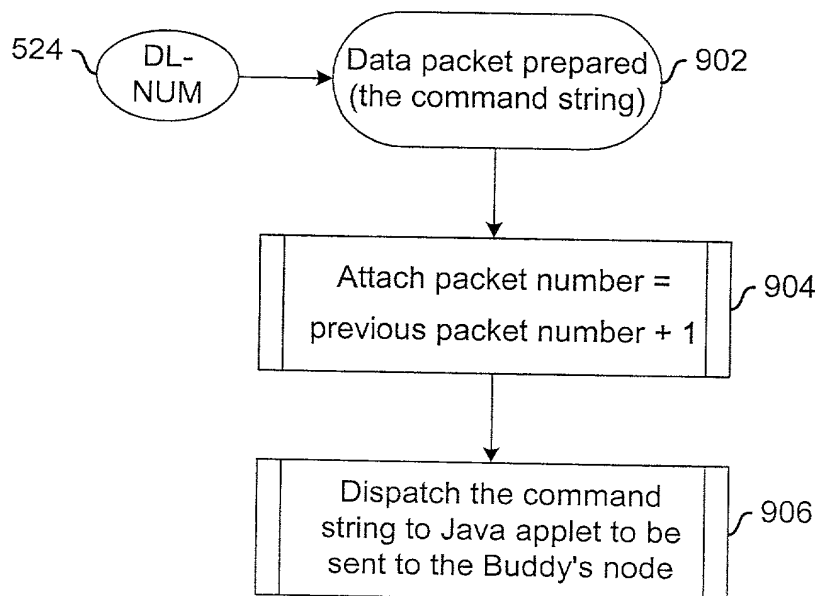 524
DL-
NUM
Data packet prepared
(the command string)
902
Attach packet number =
previous packet number + 1
904
Dispatch the command
string to Java applet to be
sent to the Buddy's node
906